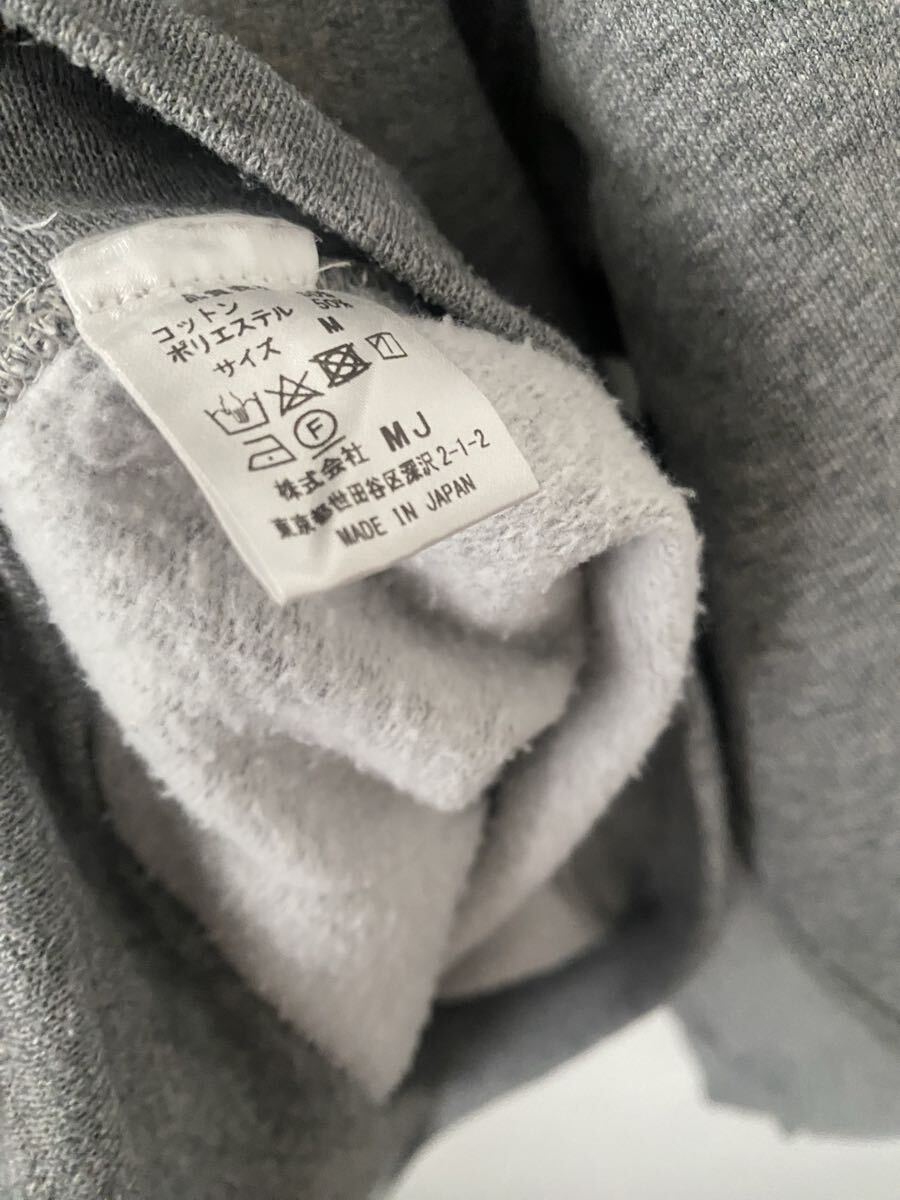 コットン
ポリエステル 50%
サイズ M
F
株式会社 MJ
東京都世田谷区深沢2-1-2
MADE IN JAPAN